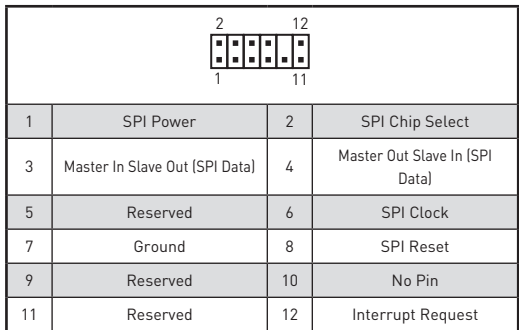 2 12
1 11
1 SPI Power 2 SPI Chip Select
3 Master In Slave Out (SPI Data) 4 Master Out Slave In (SPI Data)
5 Reserved 6 SPI Clock
7 Ground 8 SPI Reset
9 Reserved 10 No Pin
11 Reserved 12 Interrupt Request